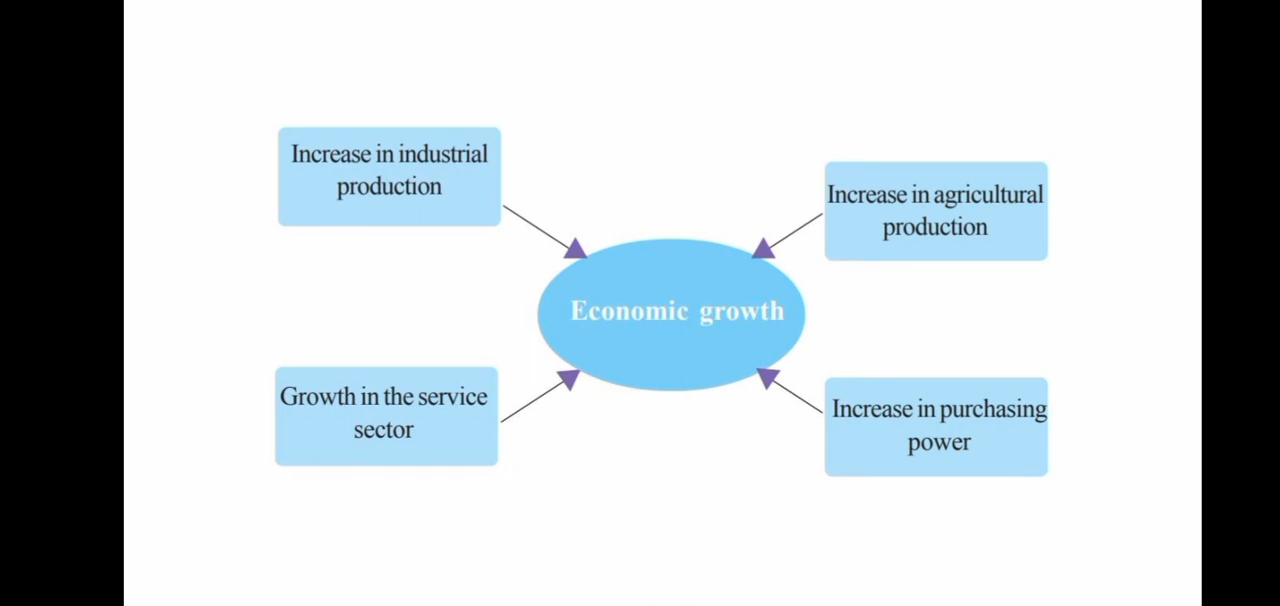 Increase in industrial
production
Increase in agricultural
production
Economic growth
Growth in the service
sector
Increase in purchasing
power